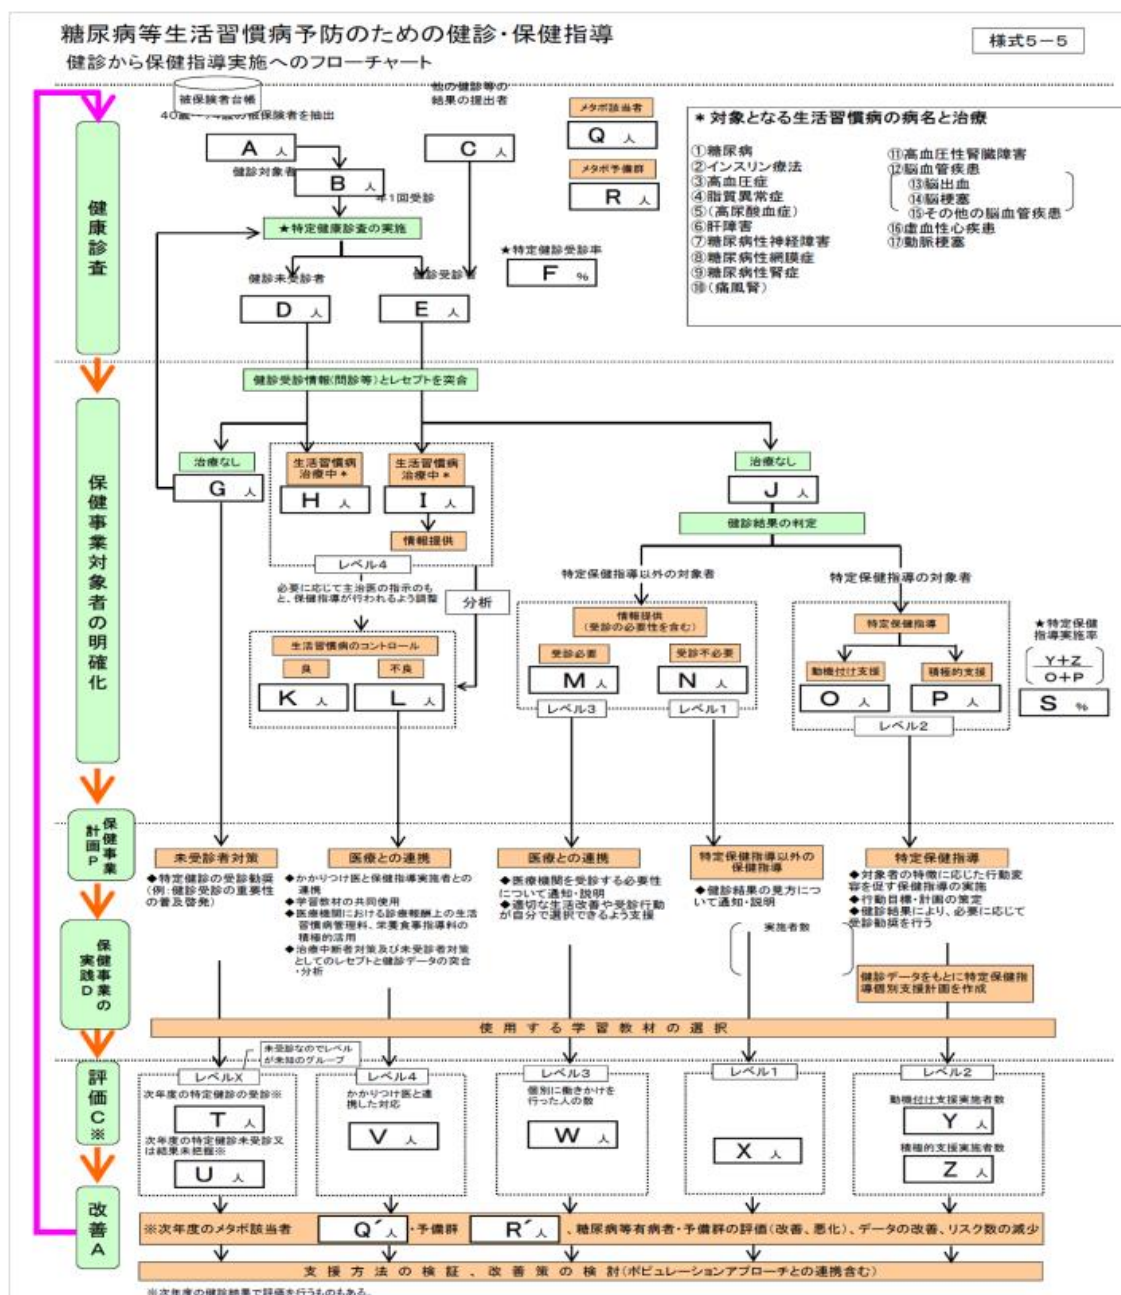 糖尿病等生活習慣病予防のための健診・保健指導
様式5-5
健診から保健指導実施へのフローチャート
健康診査
被保険者台帳
40歳～74歳の被保険者を抽出
A 人
健診対象者
B 人
年1回受診
他の健診等の
結果の提出者
C 人
メタボ該当者
Q 人
メタボ予備群
R 人
★特定健診受診率
F %
★特定健康診査の実施
健診未受診者
D 人
健診受診者
E 人
*対象となる生活習慣病の病名と治療
①糖尿病
②インスリン療法
③高血圧症
④脂質異常症
⑤(高尿酸血症)
⑥肝障害
⑦糖尿病性神経障害
⑧糖尿病性網膜症
⑨糖尿病性腎症
⑩(痛風腎)
⑪高血圧性腎臓障害
⑫脳血管疾患
⑬脳出血
⑭脳梗塞
⑮その他の脳血管疾患
⑯虚血性心疾患
⑰動脈梗塞
保健事業対象者の明確化
健診受診情報(問診等)とレセプトを突合
治療なし
G 人
生活習慣病
治療中*
H 人
生活習慣病
治療中*
I 人
情報提供
レベル4
必要に応じて主治医の指示のも
と、保健指導が行われるよう調整
分析
生活習慣病のコントロール
良
K 人
不良
L 人
治療なし
J 人
健診結果の判定
特定保健指導以外の対象者
情報提供
(受診の必要性を含む)
受診必要
M 人
レベル3
受診不必要
N 人
レベル1
特定保健指導の対象者
特定保健指導
動機付け支援
O 人
積極的支援
P 人
レベル2
★特定保健
指導実施率
Y+Z
O+P
S %
保健事業
計画P
保健事業の
実践D
未受診者対策
◆特定健診の受診勧奨
(例:健診受診の重要性
の普及啓発)
医療との連携
◆かかりつけ医と保健指導実施者との
連携
◆学習教材の共同使用
◆医療機関における診療報酬上の生活
習慣病管理料、栄養食事指導料の
積極的活用
◆治療中断者対策及び未受診者対策
としてのレセプトと健診データの突合
・分析
医療との連携
◆医療機関を受診する必要性
について通知・説明
◆適切な生活改善や受診行動
が自分で選択できるよう支援
特定保健指導以外の
保健指導
◆健診結果の見方につ
いて通知・説明
実施者数
特定保健指導
◆対象者の特徴に応じた行動変
容を促す保健指導の実施
◆行動目標・計画の策定
◆健診結果により、必要に応じて
受診勧奨を行う
健診データをもとに特定保健指
導個別支援計画を作成
使用する学習教材の選択
評価C※
未受診なのでレベル
が未知のグループ
レベルX
次年度の特定健診の受診※
T 人
次年度の特定健診未受診又
は結果未把握※
U 人
レベル4
かかりつけ医と連
携した対応
V 人
レベル3
個別に働きかけを
行った人の数
W 人
レベル1
X 人
レベル2
動機付け支援実施者数
Y 人
積極的支援実施者数
Z 人
改善A
※次年度のメタボ該当者 Q´人 ・予備群 R´人 、糖尿病等有病者・予備群の評価(改善、悪化)、データの改善、リスク数の減少
支援方法の検証、改善策の検討(ポピュレーションアプローチとの連携含む)
※次年度の健診結果で評価を行うものもある。